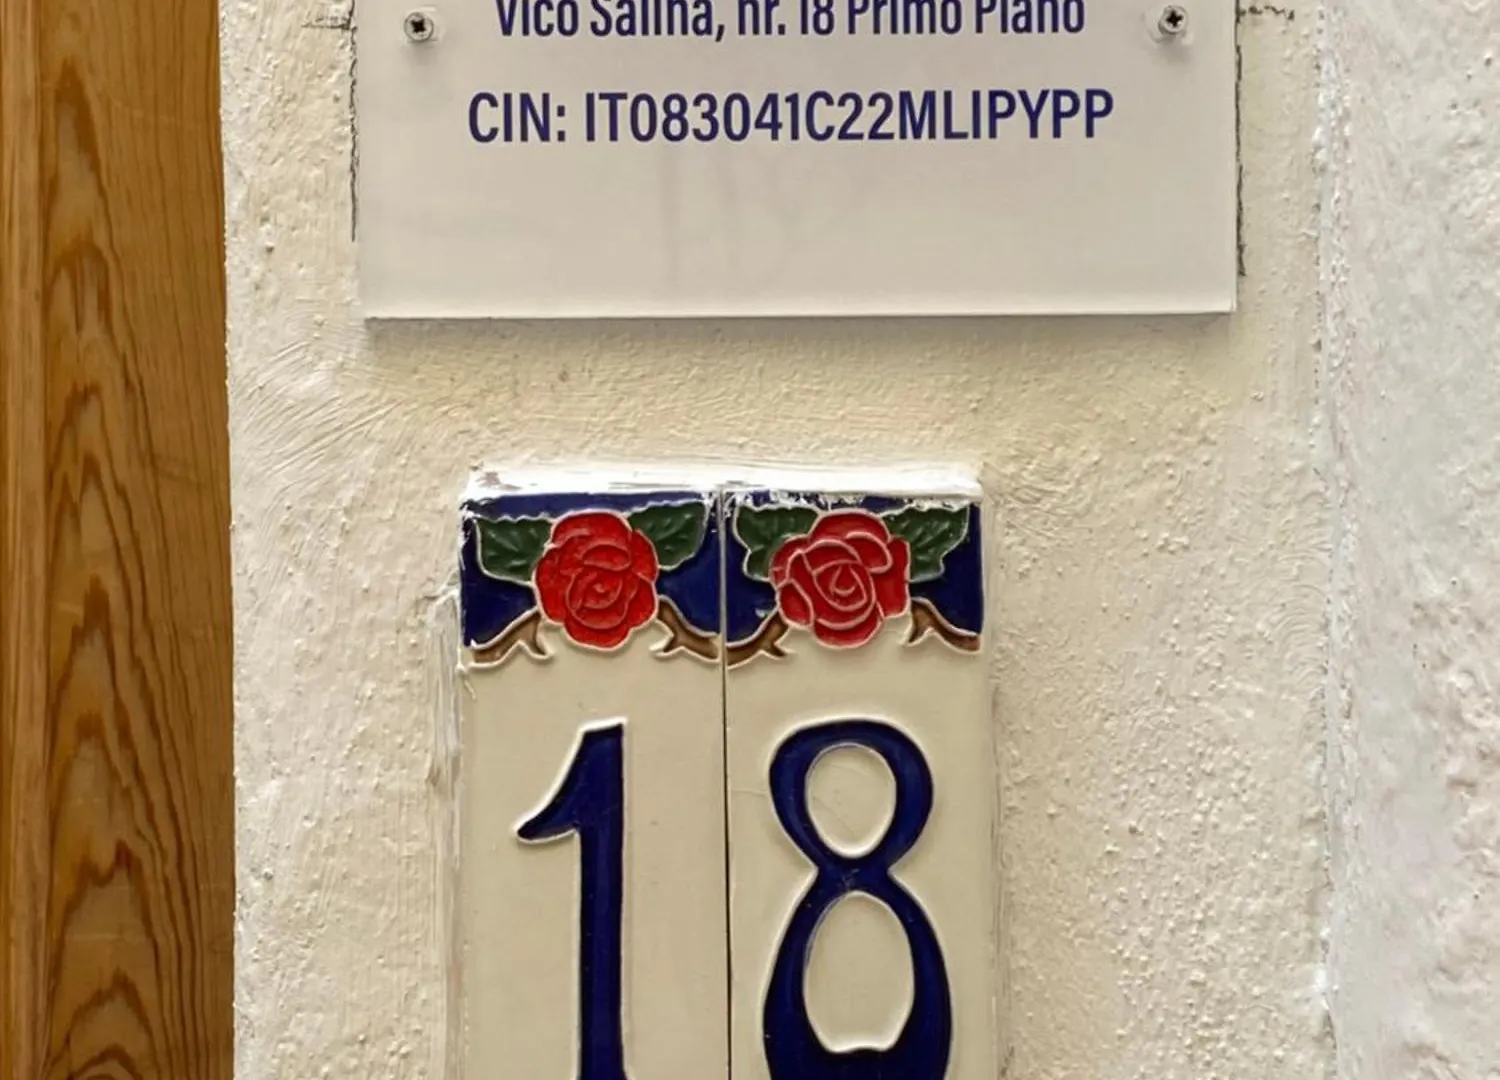 Vico Salina, nr. 18 Primo Piano
CIN: IT083041C22MLIPYPP
18